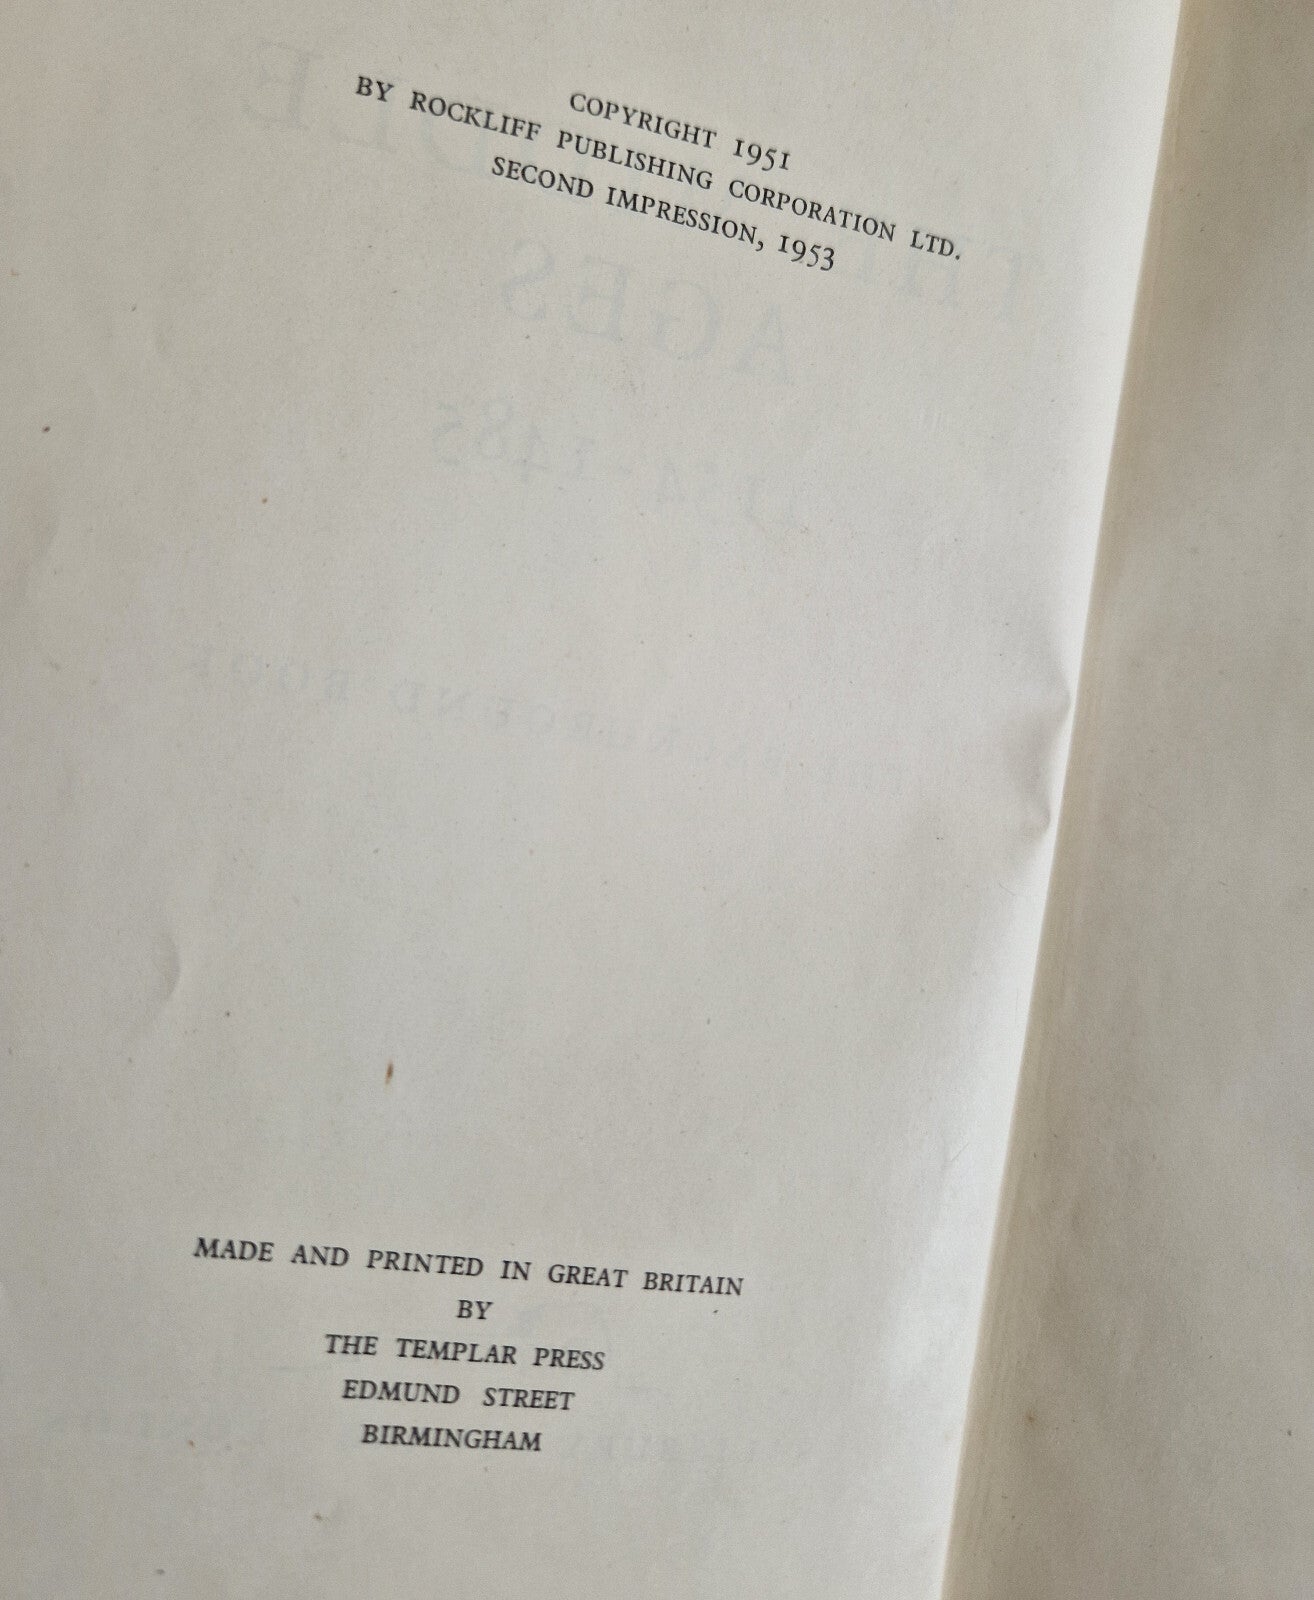 COPYRIGHT 1951
BY ROCKLIFF PUBLISHING CORPORATION LTD.
SECOND IMPRESSION, 1953
AGES
MADE AND PRINTED IN GREAT BRITAIN
BY
THE TEMPLAR PRESS
EDMUND STREET
BIRMINGHAM